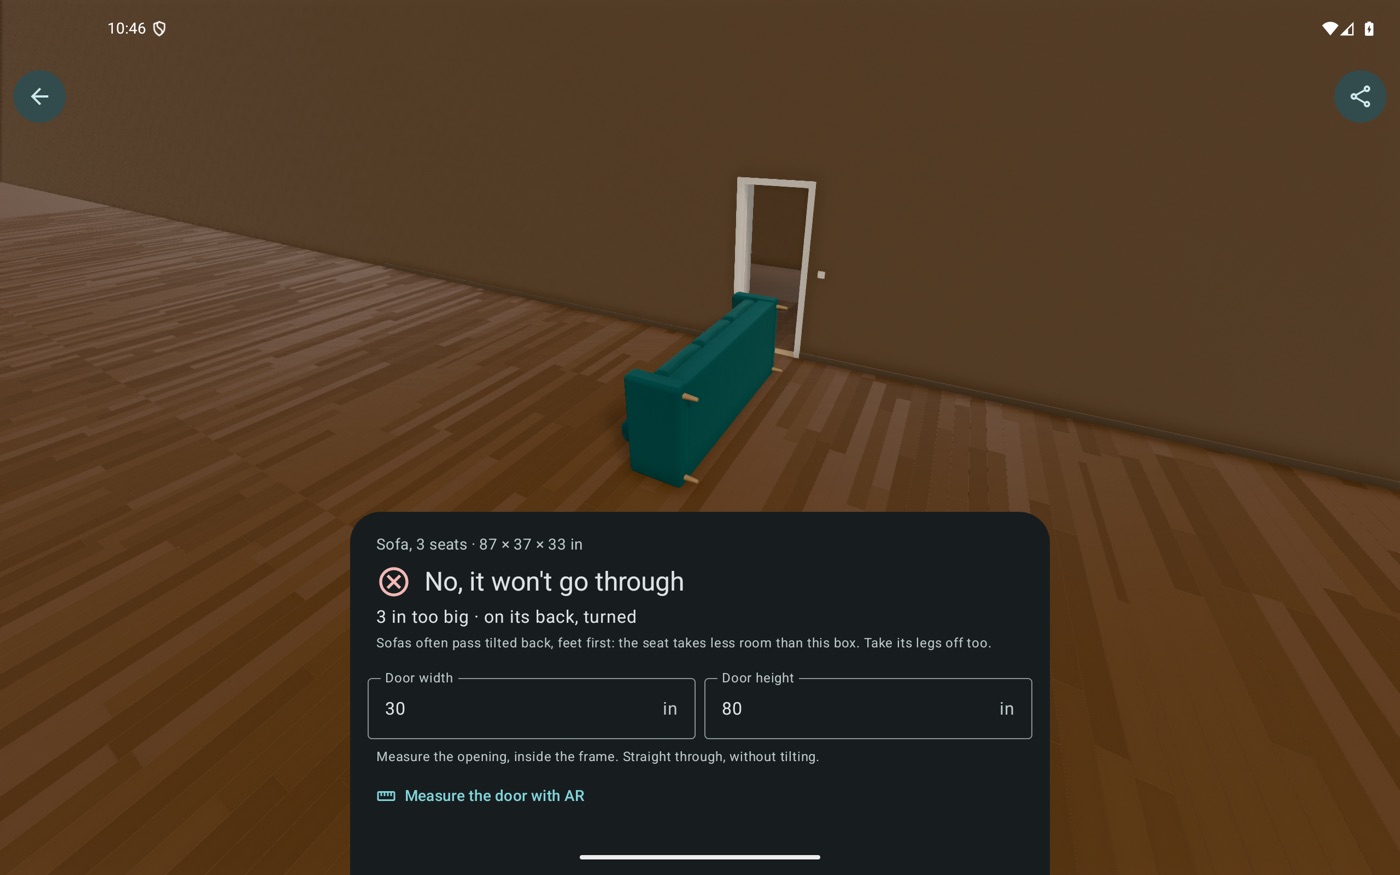 10:46
Sofa, 3 seats · 87 × 37 × 33 in
No, it won't go through
3 in too big · on its back, turned
Sofas often pass tilted back, feet first: the seat takes less room than this box. Take its legs off too.
Door width
30 in
Door height
80 in
Measure the opening, inside the frame. Straight through, without tilting.
Measure the door with AR